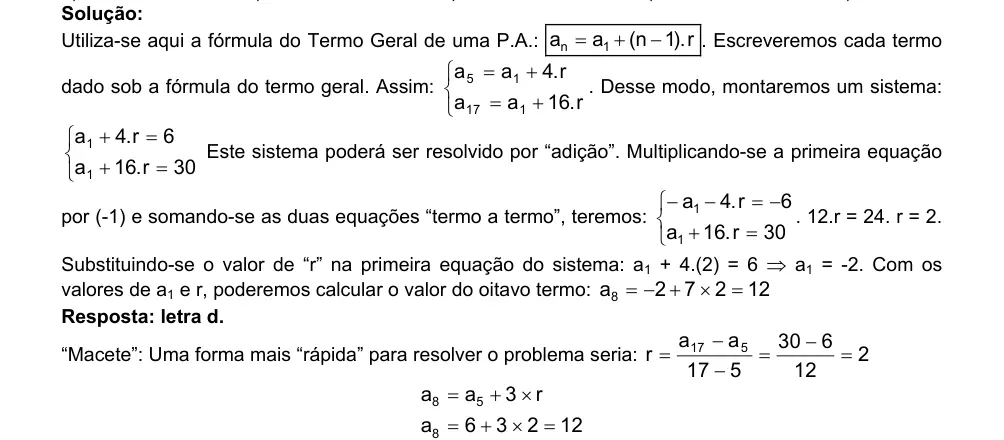 Solução:
Utiliza-se aqui a fórmula do Termo Geral de uma P.A.: aₙ = a₁ + (n − 1).r . Escreveremos cada termo
dado sob a fórmula do termo geral. Assim: { a₅ = a₁ + 4.r
a₁₇ = a₁ + 16.r . Desse modo, montaremos um sistema:
{ a₁ + 4.r = 6
a₁ + 16.r = 30 Este sistema poderá ser resolvido por “adição”. Multiplicando-se a primeira equação
por (-1) e somando-se as duas equações “termo a termo”, teremos: { − a₁ − 4.r = −6
a₁ + 16.r = 30 . 12.r = 24. r = 2.
Substituindo-se o valor de “r” na primeira equação do sistema: a₁ + 4.(2) = 6 ⇒ a₁ = -2. Com os
valores de a₁ e r, poderemos calcular o valor do oitavo termo: a₈ = −2 + 7 × 2 = 12
Resposta: letra d.
“Macete”: Uma forma mais “rápida” para resolver o problema seria: r = (a₁₇ − a₅)/(17 − 5) = (30 − 6)/12 = 2
a₈ = a₅ + 3 × r
a₈ = 6 + 3 × 2 = 12